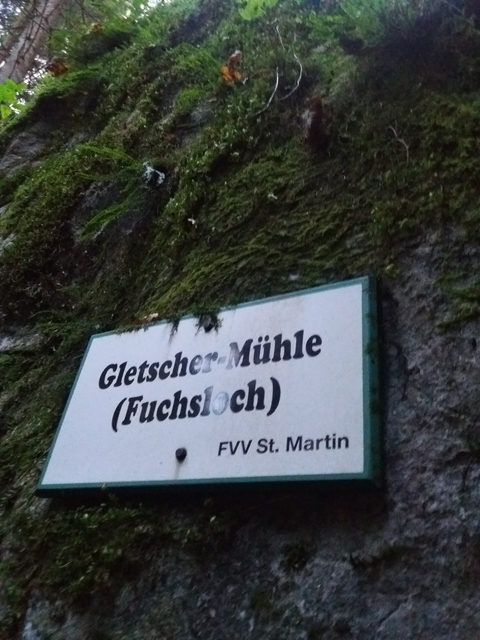 Gletscher-Mühle
(Fuchsloch)
FVV St. Martin